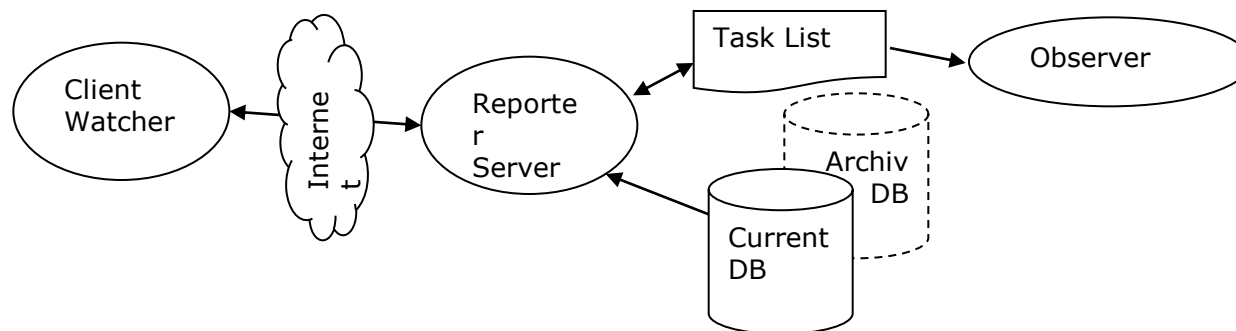 Client
Watcher
Interne
t
Reporte
r
Server
Task List
Observer
Archiv
DB
Current
DB